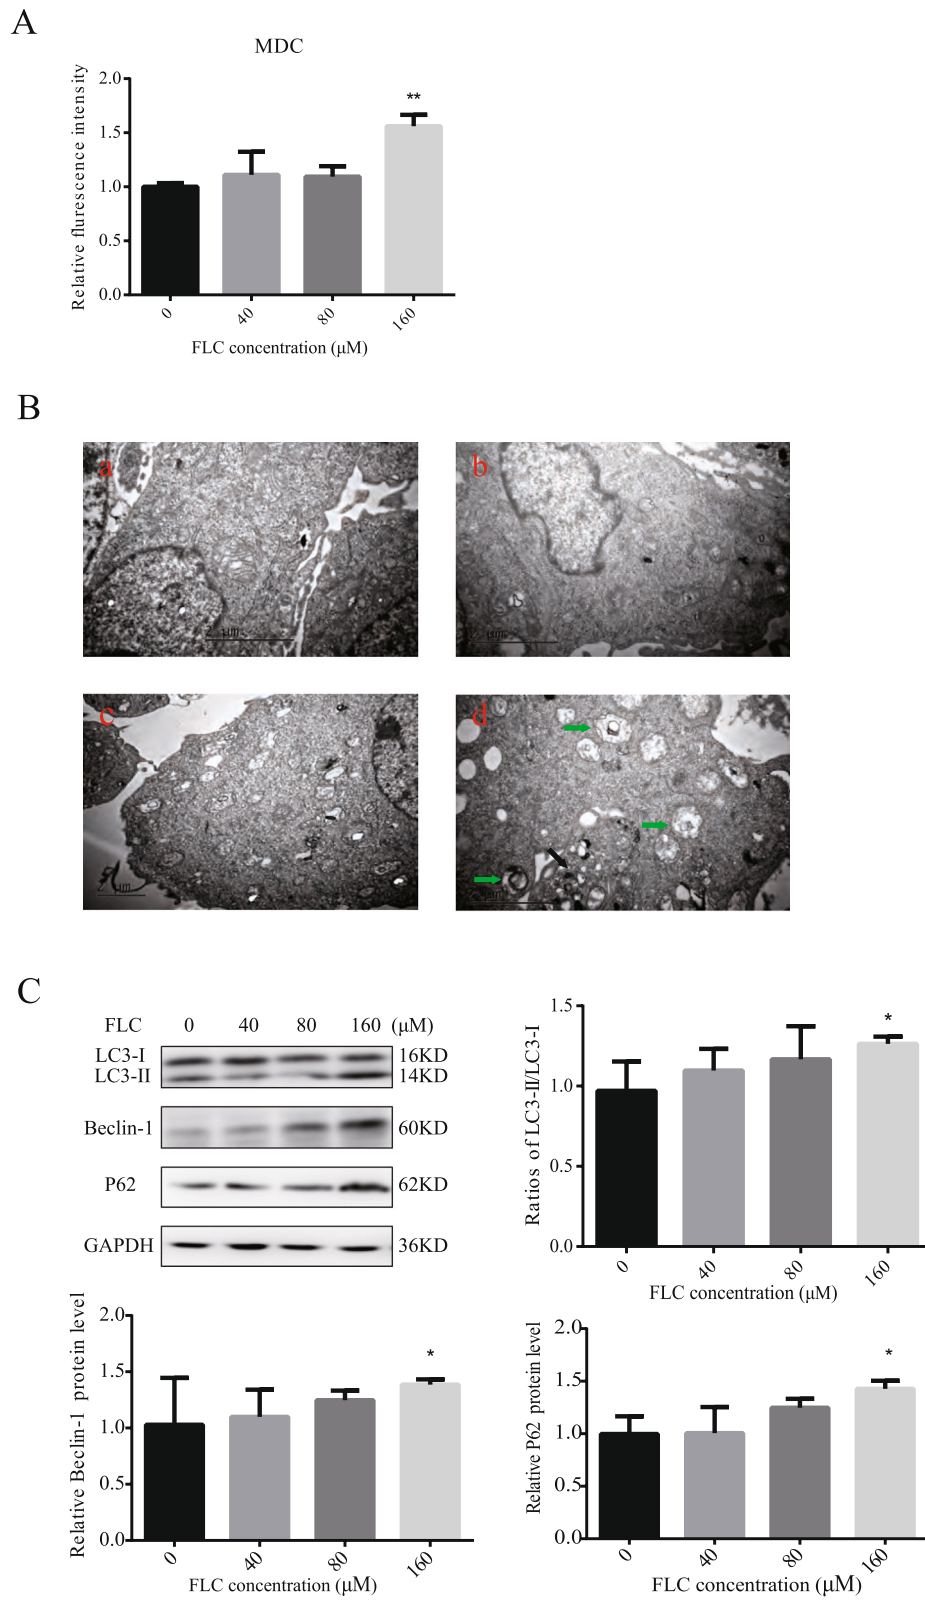 A
MDC
Relative flurescence intensity
2.0
**
1.5
1.0
0.5
0.0
0 40 80 160
FLC concentration (μM)
B
a b
2 μm
c d
2 μm
C
FLC 0 40 80 160 (μM)
LC3-I 16KD
LC3-II 14KD
Beclin-1 60KD
P62 62KD
GAPDH 36KD
Ratios of LC3-II/LC3-I
1.5
*
1.0
0.5
0.0
0 40 80 160
FLC concentration (μM)
Relative Beclin-1 protein level
2.0
1.5
*
1.0
0.5
0.0
0 40 80 160
FLC concentration (μM)
Relative P62 protein level
2.0
*
1.5
1.0
0.5
0.0
0 40 80 160
FLC concentration (μM)